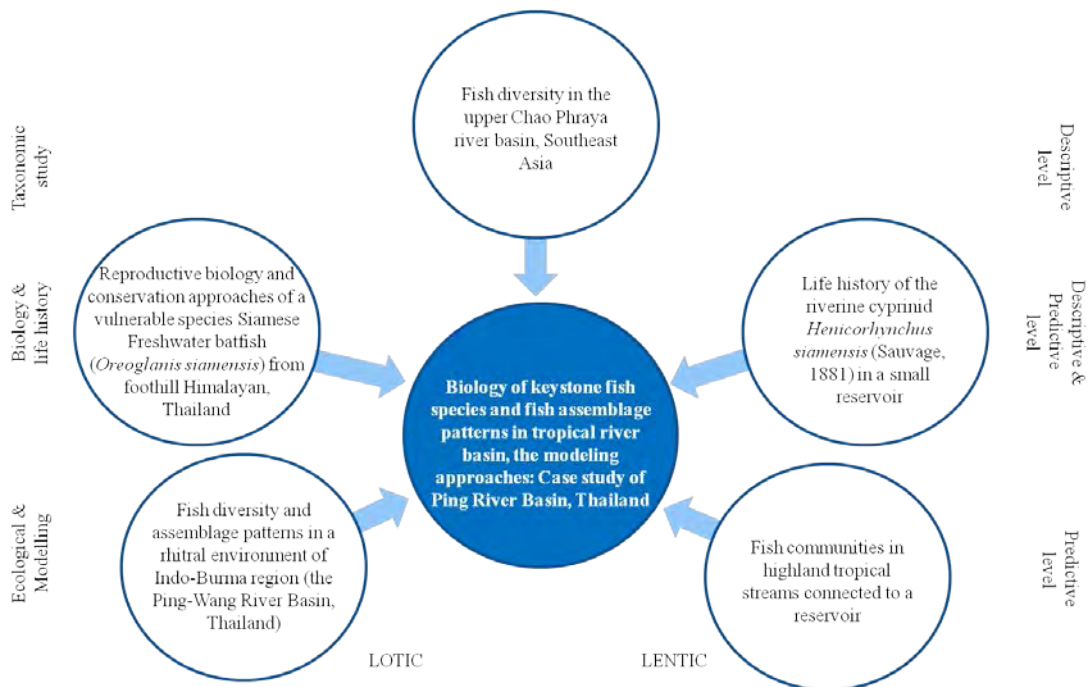 Fish diversity in the
upper Chao Phraya
river basin, Southeast
Asia
Taxonomic
study
Descriptive
level
Reproductive biology and
conservation approaches of a
vulnerable species Siamese
Freshwater batfish
(Oreoglanis siamensis) from
foothill Himalayan,
Thailand
Biology &
life history
Life history of the
riverine cyprinid
Henicorhynchus
siamensis (Sauvage,
1881) in a small
reservoir
Descriptive &
Predictive
level
Biology of keystone fish
species and fish assemblage
patterns in tropical river
basin, the modeling
approaches: Case study of
Ping River Basin, Thailand
Ecological &
Modelling
Fish diversity and
assemblage patterns in a
rhitral environment of
Indo-Burma region (the
Ping-Wang River Basin,
Thailand)
Fish communities in
highland tropical
streams connected to a
reservoir
Predictive
level
LOTIC
LENTIC